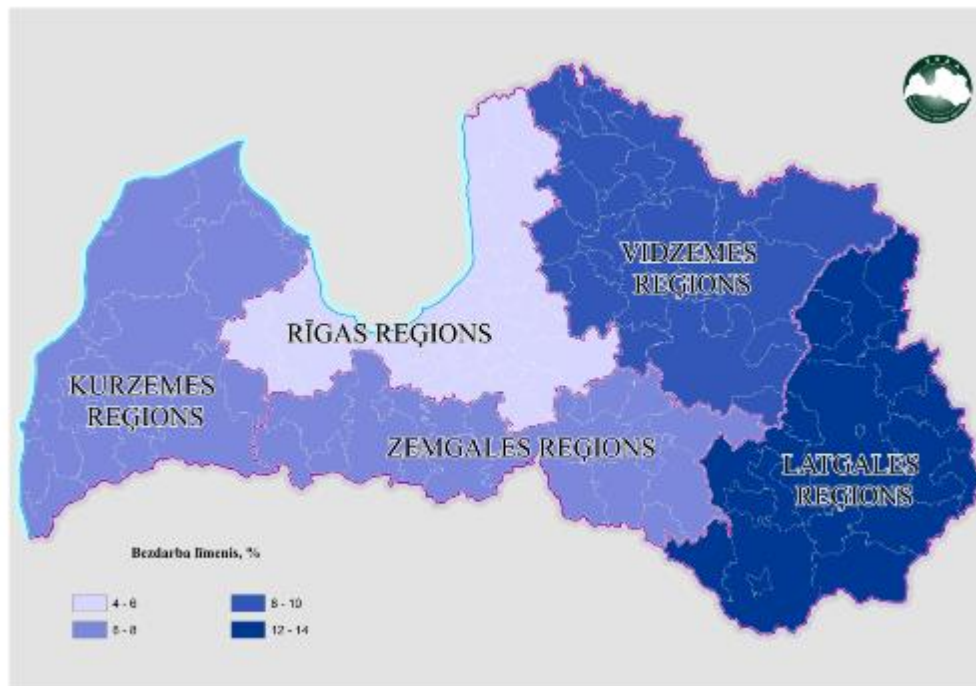 VIDZEMES
REĢIONS
RĪGAS REĢIONS
KURZEMES
REĢIONS
ZEMGALES REĢIONS
LATGALES
REĢIONS
Bezdarba līmenis, %
4 - 6
6 - 8
8 - 10
12 - 14